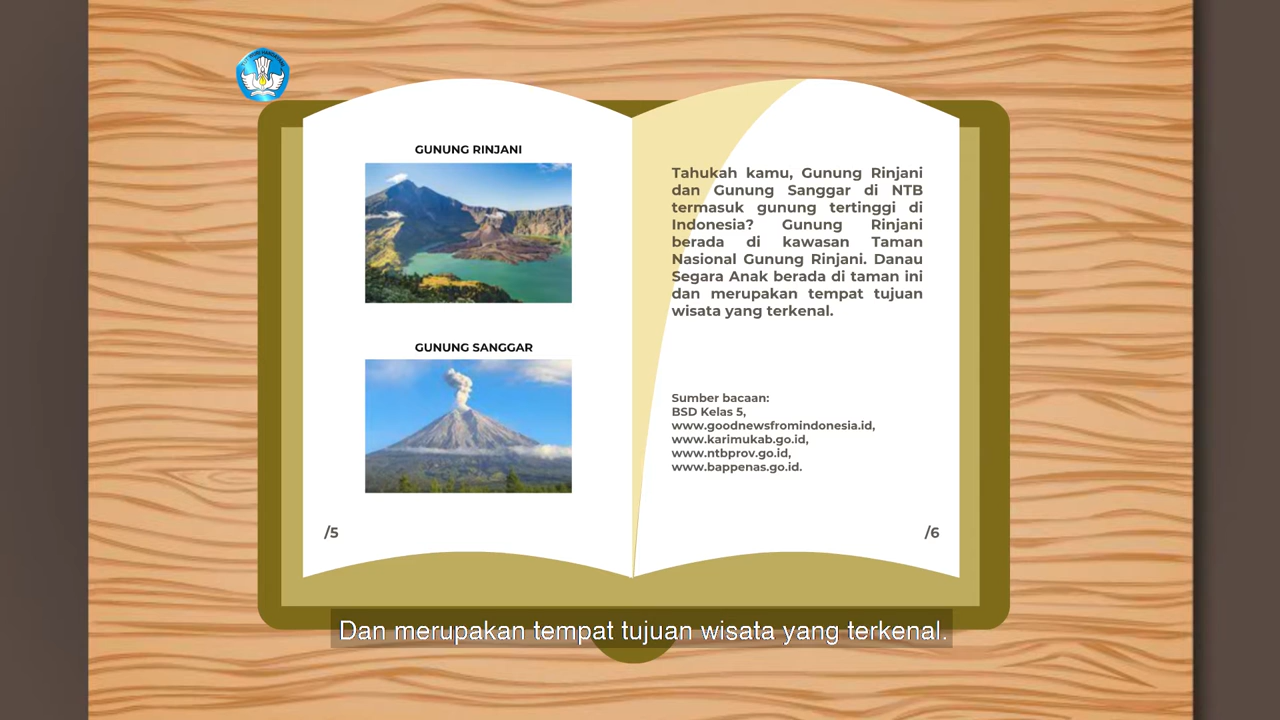 GUNUNG RINJANI
GUNUNG SANGGAR
/5
Tahukah kamu, Gunung Rinjani
dan Gunung Sanggar di NTB
termasuk gunung tertinggi di
Indonesia? Gunung Rinjani
berada di kawasan Taman
Nasional Gunung Rinjani. Danau
Segara Anak berada di taman ini
dan merupakan tempat tujuan
wisata yang terkenal.
Sumber bacaan:
BSD Kelas 5,
www.goodnewsfromindonesia.id,
www.karimukab.go.id,
www.ntbprov.go.id,
www.bappenas.go.id.
/6
Dan merupakan tempat tujuan wisata yang terkenal.